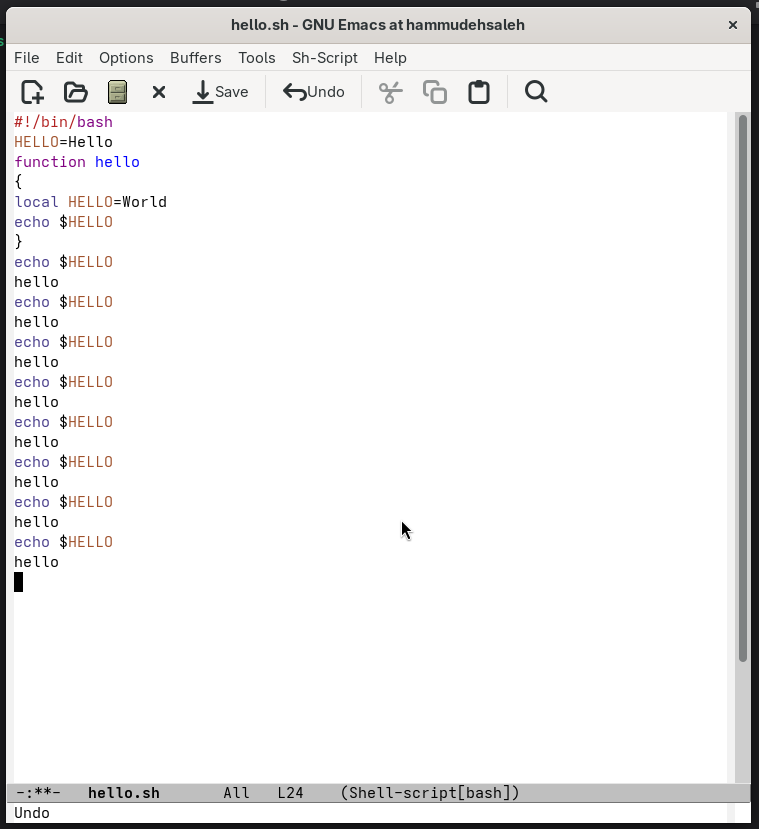 hello.sh - GNU Emacs at hammudehsaleh
File Edit Options Buffers Tools Sh-Script Help
Save Undo
#!/bin/bash
HELLO=Hello
function hello
{
local HELLO=World
echo $HELLO
}
echo $HELLO
hello
echo $HELLO
hello
echo $HELLO
hello
echo $HELLO
hello
echo $HELLO
hello
echo $HELLO
hello
echo $HELLO
hello
echo $HELLO
hello
-:**- hello.sh All L24 (Shell-script[bash])
Undo